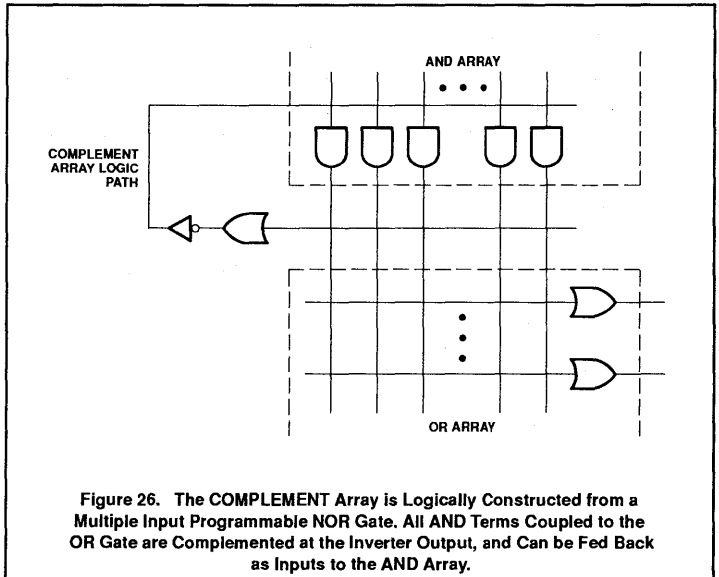 AND ARRAY
COMPLEMENT
ARRAY LOGIC
PATH
OR ARRAY
Figure 26. The COMPLEMENT Array is Logically Constructed from a
Multiple Input Programmable NOR Gate. All AND Terms Coupled to the
OR Gate are Complemented at the Inverter Output, and Can be Fed Back
as Inputs to the AND Array.